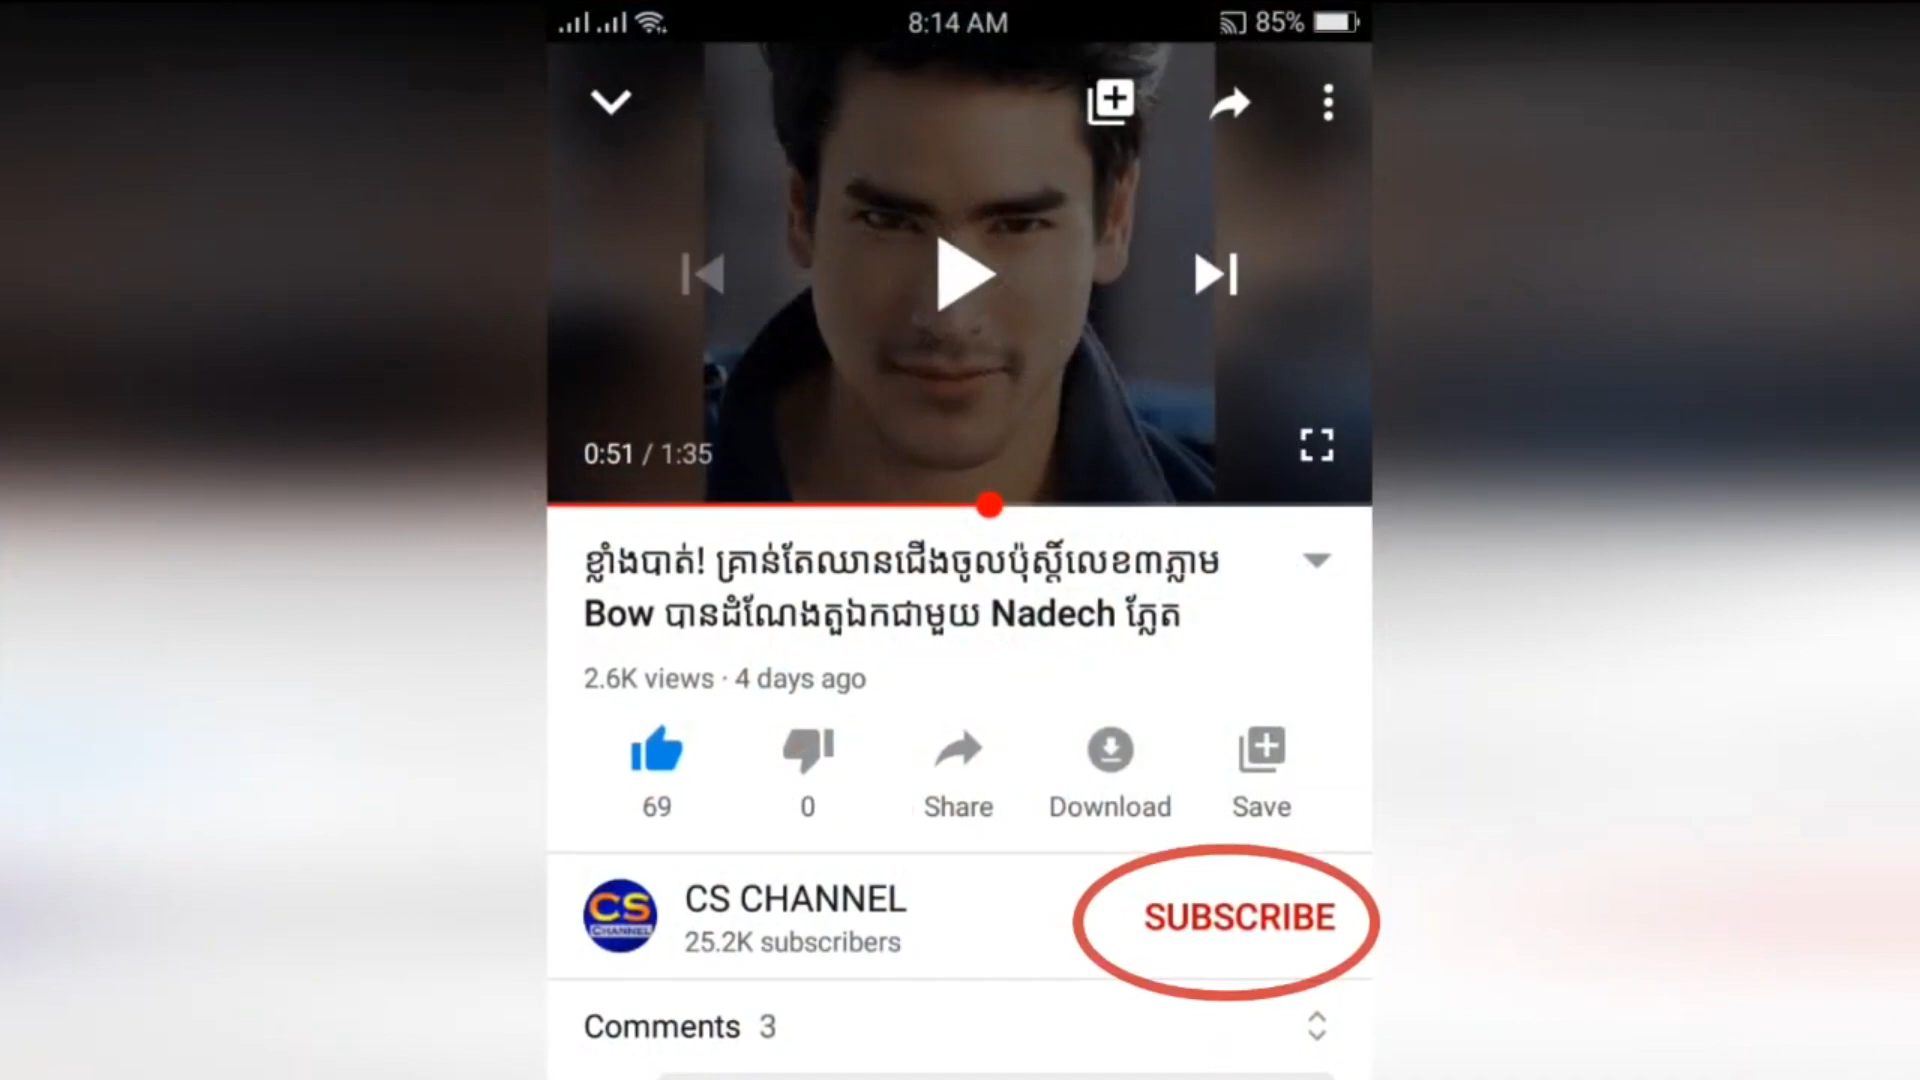 8:14 AM
85%
0:51 / 1:35
ខ្លាំងបាត់! គ្រាន់តែឈានជើងចូលប៉ុស្តិ៍លេខ៣ភ្លាម
Bow បានដំណែងតួឯកជាមួយ Nadech ភ្លែត
2.6K views · 4 days ago
69
0
Share
Download
Save
CS
CHANNEL
CS CHANNEL
25.2K subscribers
SUBSCRIBE
Comments 3